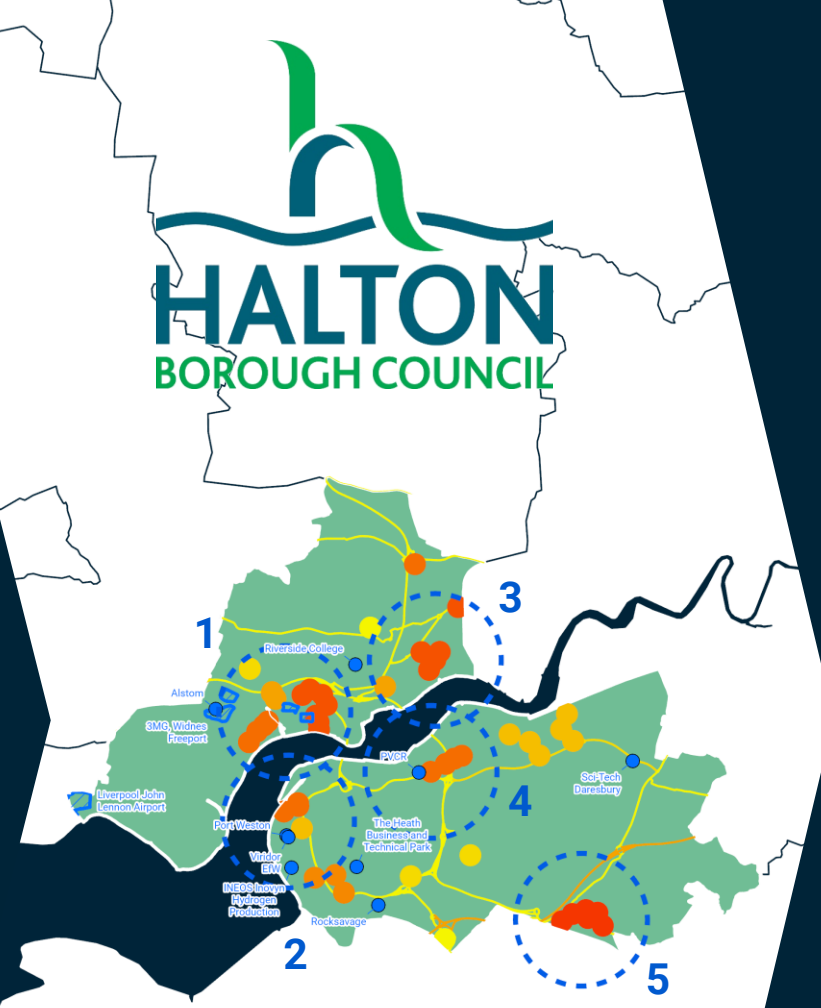 HALTON
BOROUGH COUNCIL
3
1
Riverside College
Alstom
3MG, Widnes
Freeport
PVCR
Sci-Tech
Daresbury
Liverpool John
Lennon Airport
4
Port Weston
The Heath
Business and
Technical Park
Viridor
EfW
INEOS Inovyn
Hydrogen
Production
Rocksavage
2
5